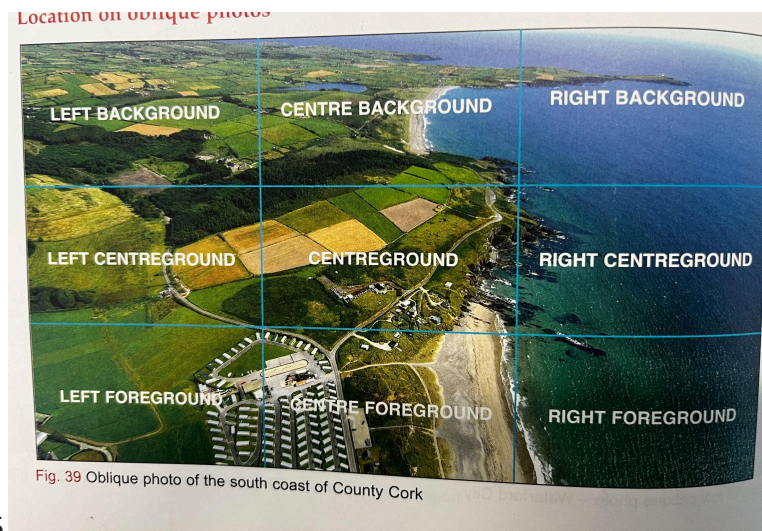 Location on oblique photos
LEFT BACKGROUND
CENTRE BACKGROUND
RIGHT BACKGROUND
LEFT CENTREGROUND
CENTREGROUND
RIGHT CENTREGROUND
LEFT FOREGROUND
CENTRE FOREGROUND
RIGHT FOREGROUND
Fig. 39 Oblique photo of the south coast of County Cork